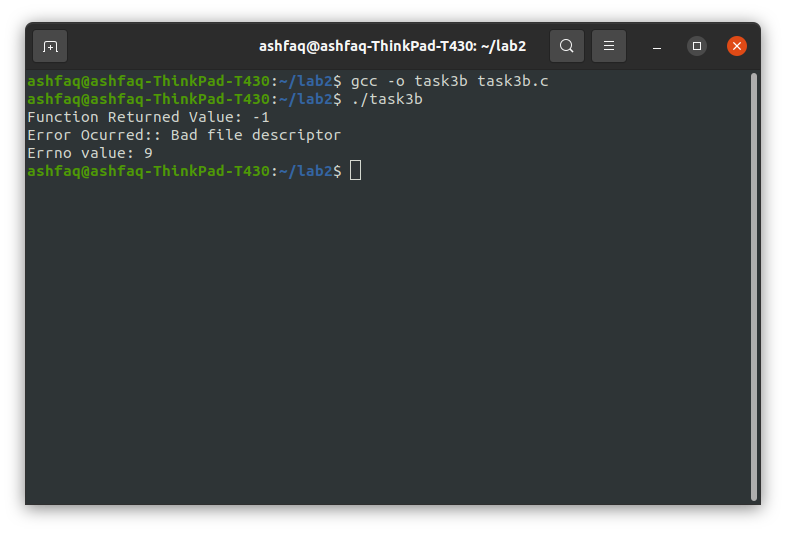 ashfaq@ashfaq-ThinkPad-T430: ~/lab2
ashfaq@ashfaq-ThinkPad-T430:~/lab2$ gcc -o task3b task3b.c
ashfaq@ashfaq-ThinkPad-T430:~/lab2$ ./task3b
Function Returned Value: -1
Error Ocurred:: Bad file descriptor
Errno value: 9
ashfaq@ashfaq-ThinkPad-T430:~/lab2$